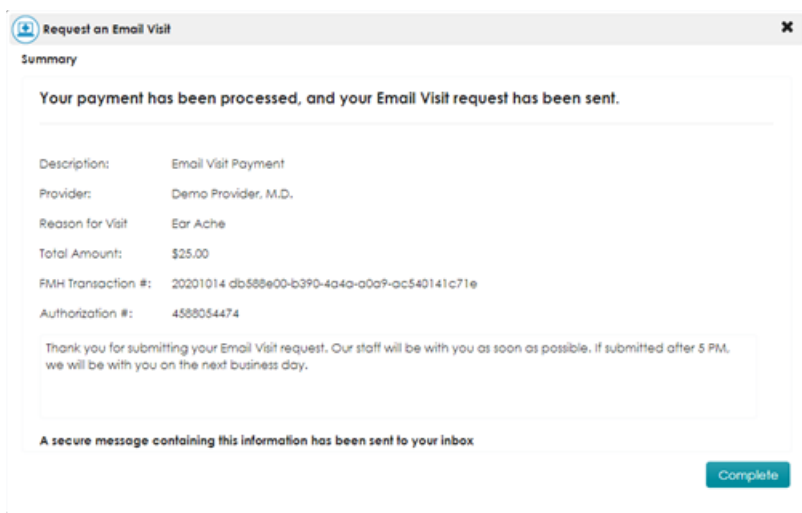 Request an Email Visit
Summary
Your payment has been processed, and your Email Visit request has been sent.
Description: Email Visit Payment
Provider: Demo Provider, M.D.
Reason for Visit Ear Ache
Total Amount: $25.00
FMH Transaction #: 20201014 db588e00-b390-4a4a-a0a9-ac540141c71e
Authorization #: 4588054474
Thank you for submitting your Email Visit request. Our staff will be with you as soon as possible. If submitted after 5 PM,
we will be with you on the next business day.
A secure message containing this information has been sent to your inbox
Complete